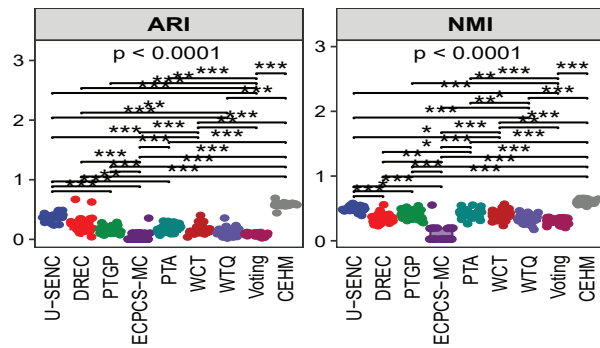 ARI
NMI
p < 0.0001
p < 0.0001
3
2
1
0
3
2
1
0
U-SENC
DREC
PTGP
ECPCS-MC
PTA
WCT
WTQ
Voting
CEHM
U-SENC
DREC
PTGP
ECPCS-MC
PTA
WCT
WTQ
Voting
CEHM